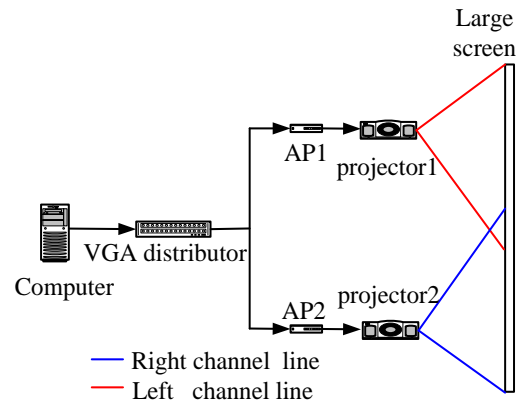 Large
screen
AP1
projector1
VGA distributor
Computer
AP2
projector2
Right channel line
Left channel line